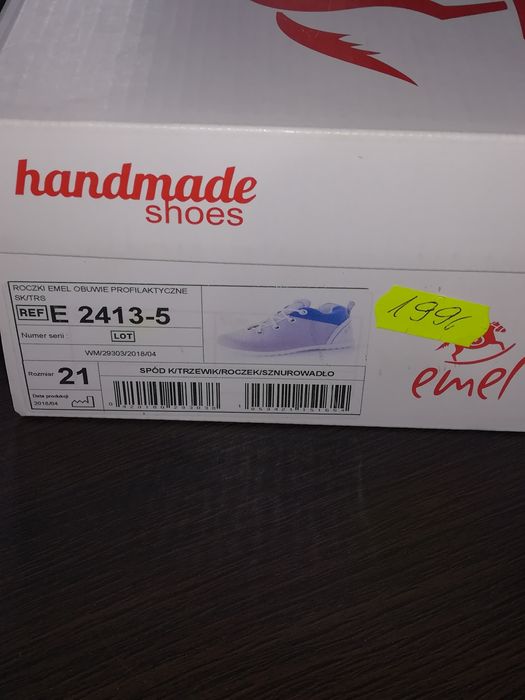 handmade
shoes
ROCZKI EMEL OBUWIE PROFILAKTYCZNE
SK/TRS
REF E 2413-5
Numer serii LOT
WM/29303/2018/04
Rozmiar 21
SPÓD K/TRZEWIK/ROCZEK/SZNUROWADŁO
Data produkcji
2018/04
emel